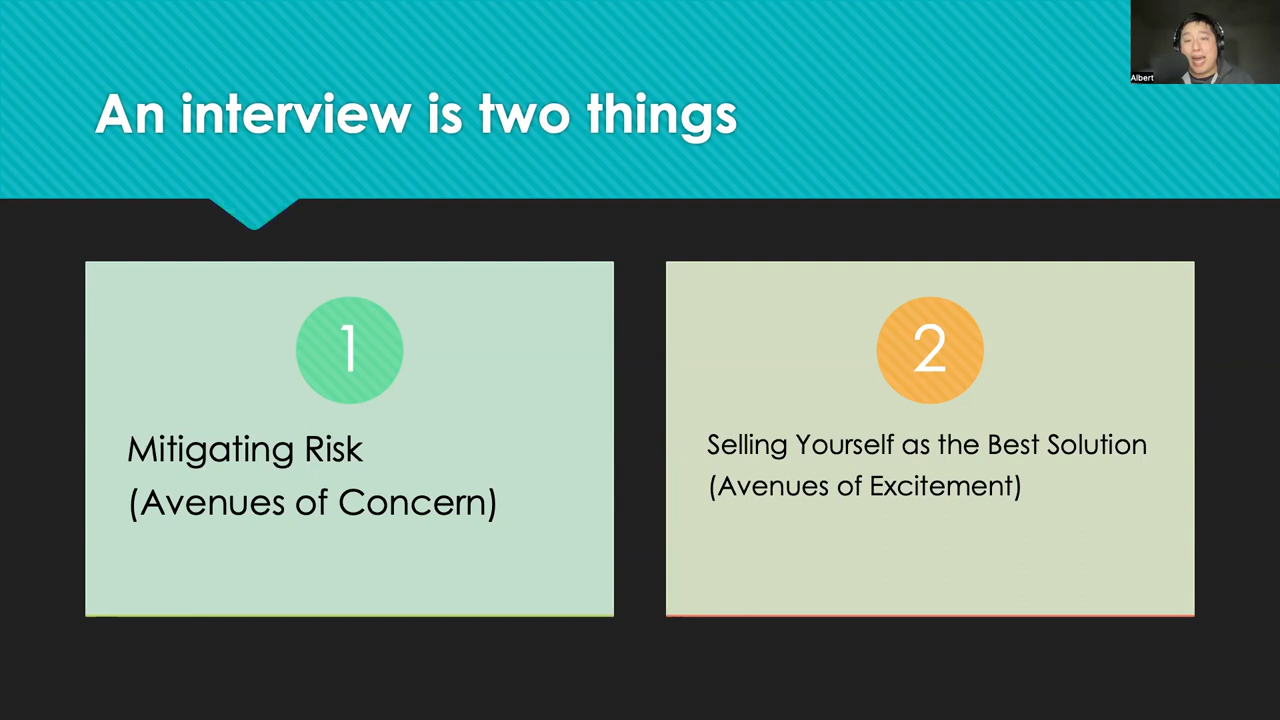 An interview is two things
Albert
1
Mitigating Risk
(Avenues of Concern)
2
Selling Yourself as the Best Solution
(Avenues of Excitement)